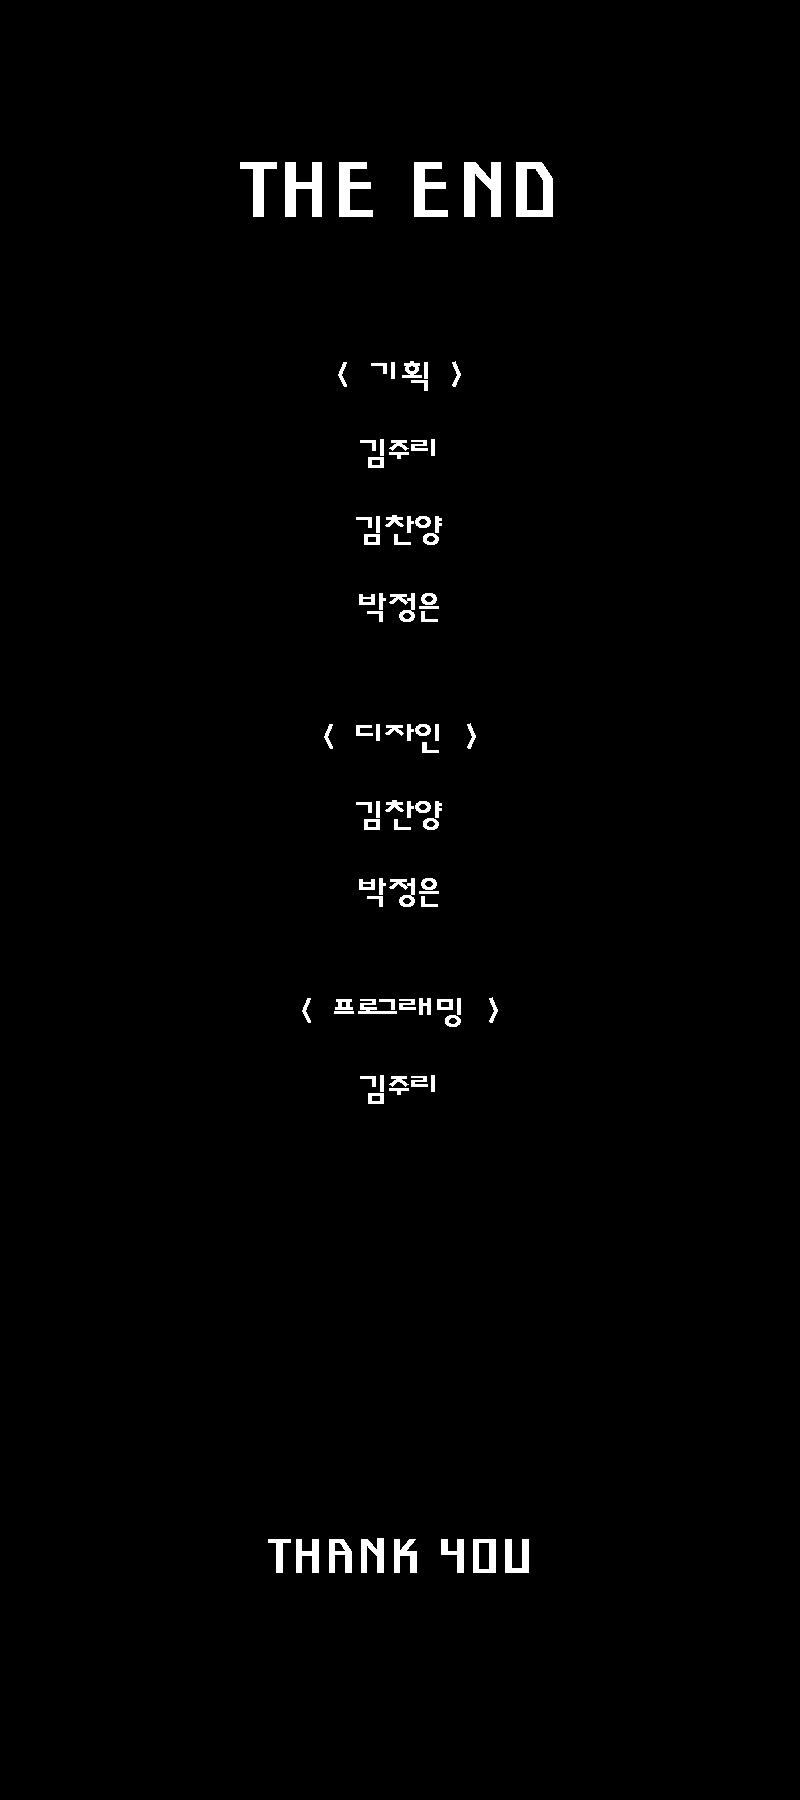 THE END
< 기획 >
김주리
김찬양
박정은
< 디자인 >
김찬양
박정은
< 프로그래밍 >
김주리
THANK YOU